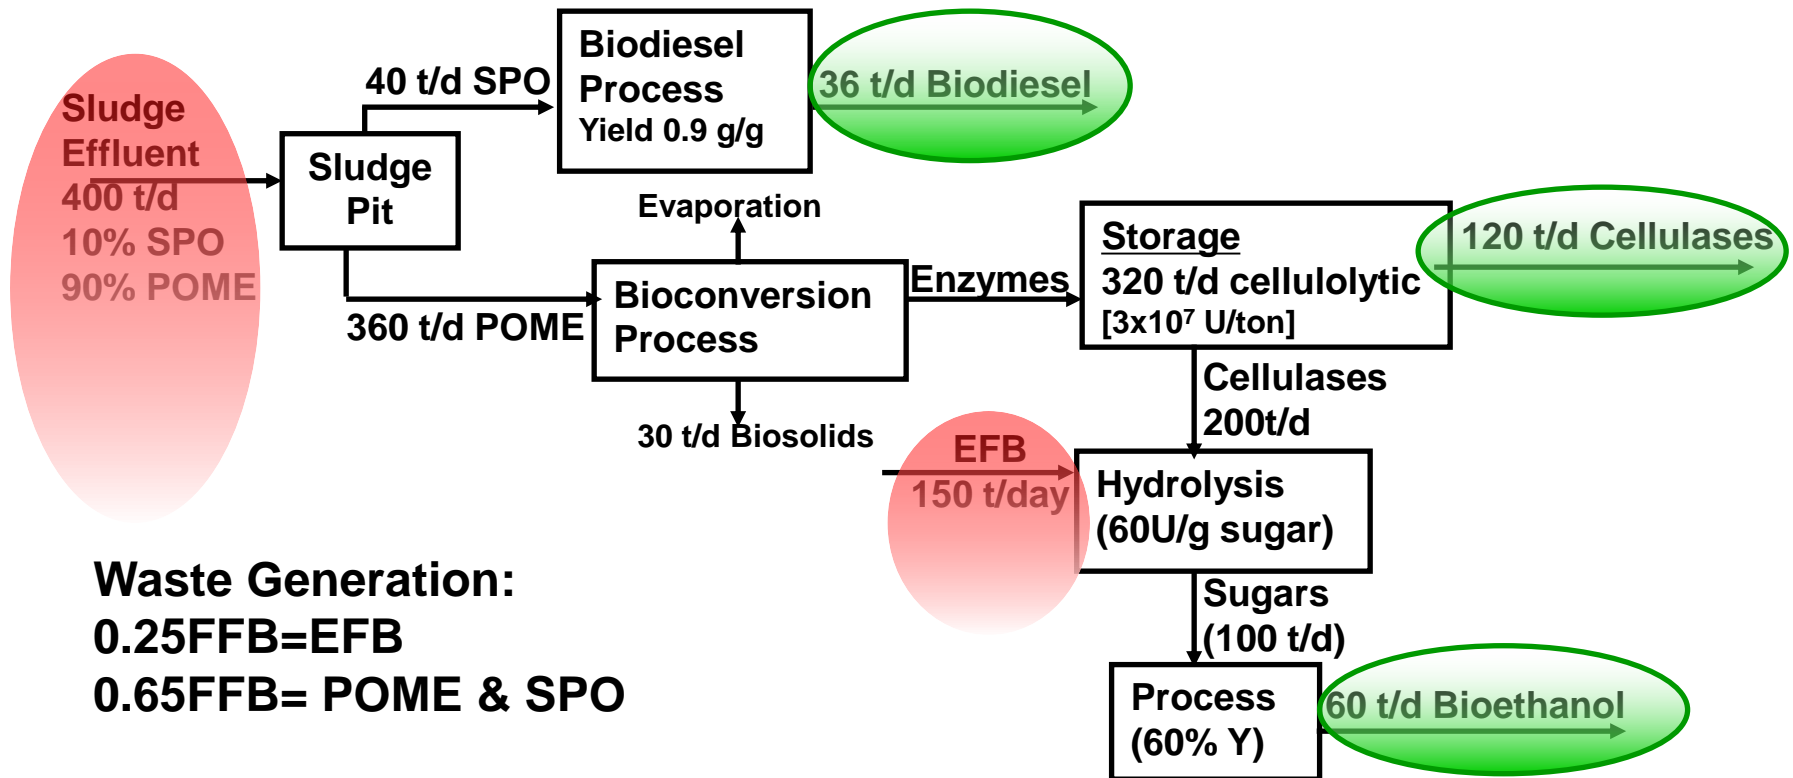 Sludge
Effluent
400 t/d
10% SPO
90% POME
Sludge
Pit
40 t/d SPO
Biodiesel
Process
Yield 0.9 g/g
36 t/d Biodiesel
360 t/d POME
Evaporation
Bioconversion
Process
30 t/d Biosolids
Enzymes
Storage
320 t/d cellulolytic
[3x10⁷ U/ton]
120 t/d Cellulases
Cellulases
200t/d
EFB
150 t/day
Hydrolysis
(60U/g sugar)
Sugars
(100 t/d)
Process
(60% Y)
60 t/d Bioethanol
Waste Generation:
0.25FFB=EFB
0.65FFB= POME & SPO